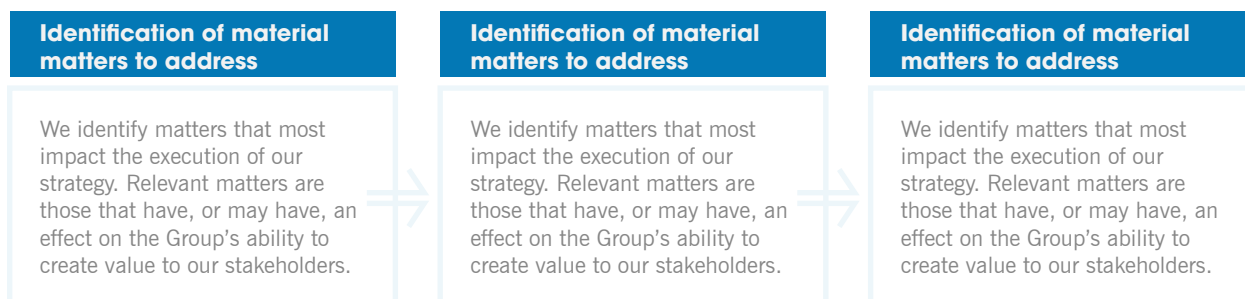 Identification of material
matters to address
We identify matters that most
impact the execution of our
strategy. Relevant matters are
those that have, or may have, an
effect on the Group’s ability to
create value to our stakeholders.
Identification of material
matters to address
We identify matters that most
impact the execution of our
strategy. Relevant matters are
those that have, or may have, an
effect on the Group’s ability to
create value to our stakeholders.
Identification of material
matters to address
We identify matters that most
impact the execution of our
strategy. Relevant matters are
those that have, or may have, an
effect on the Group’s ability to
create value to our stakeholders.